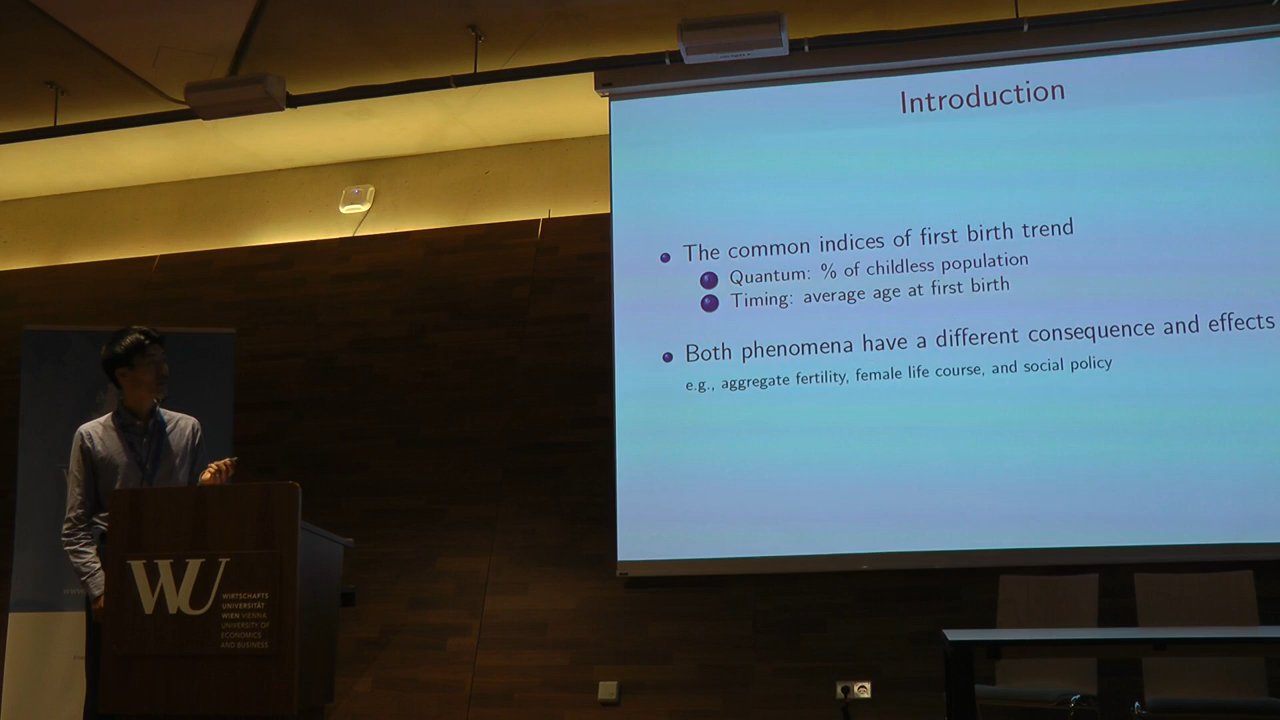 Introduction
The common indices of first birth trend
Quantum: % of childless population
Timing: average age at first birth
Both phenomena have a different consequence and effects
e.g., aggregate fertility, female life course, and social policy
WU
WIRTSCHAFTS
UNIVERSITÄT
WIEN VIENNA
UNIVERSITY OF
ECONOMICS
AND BUSINESS